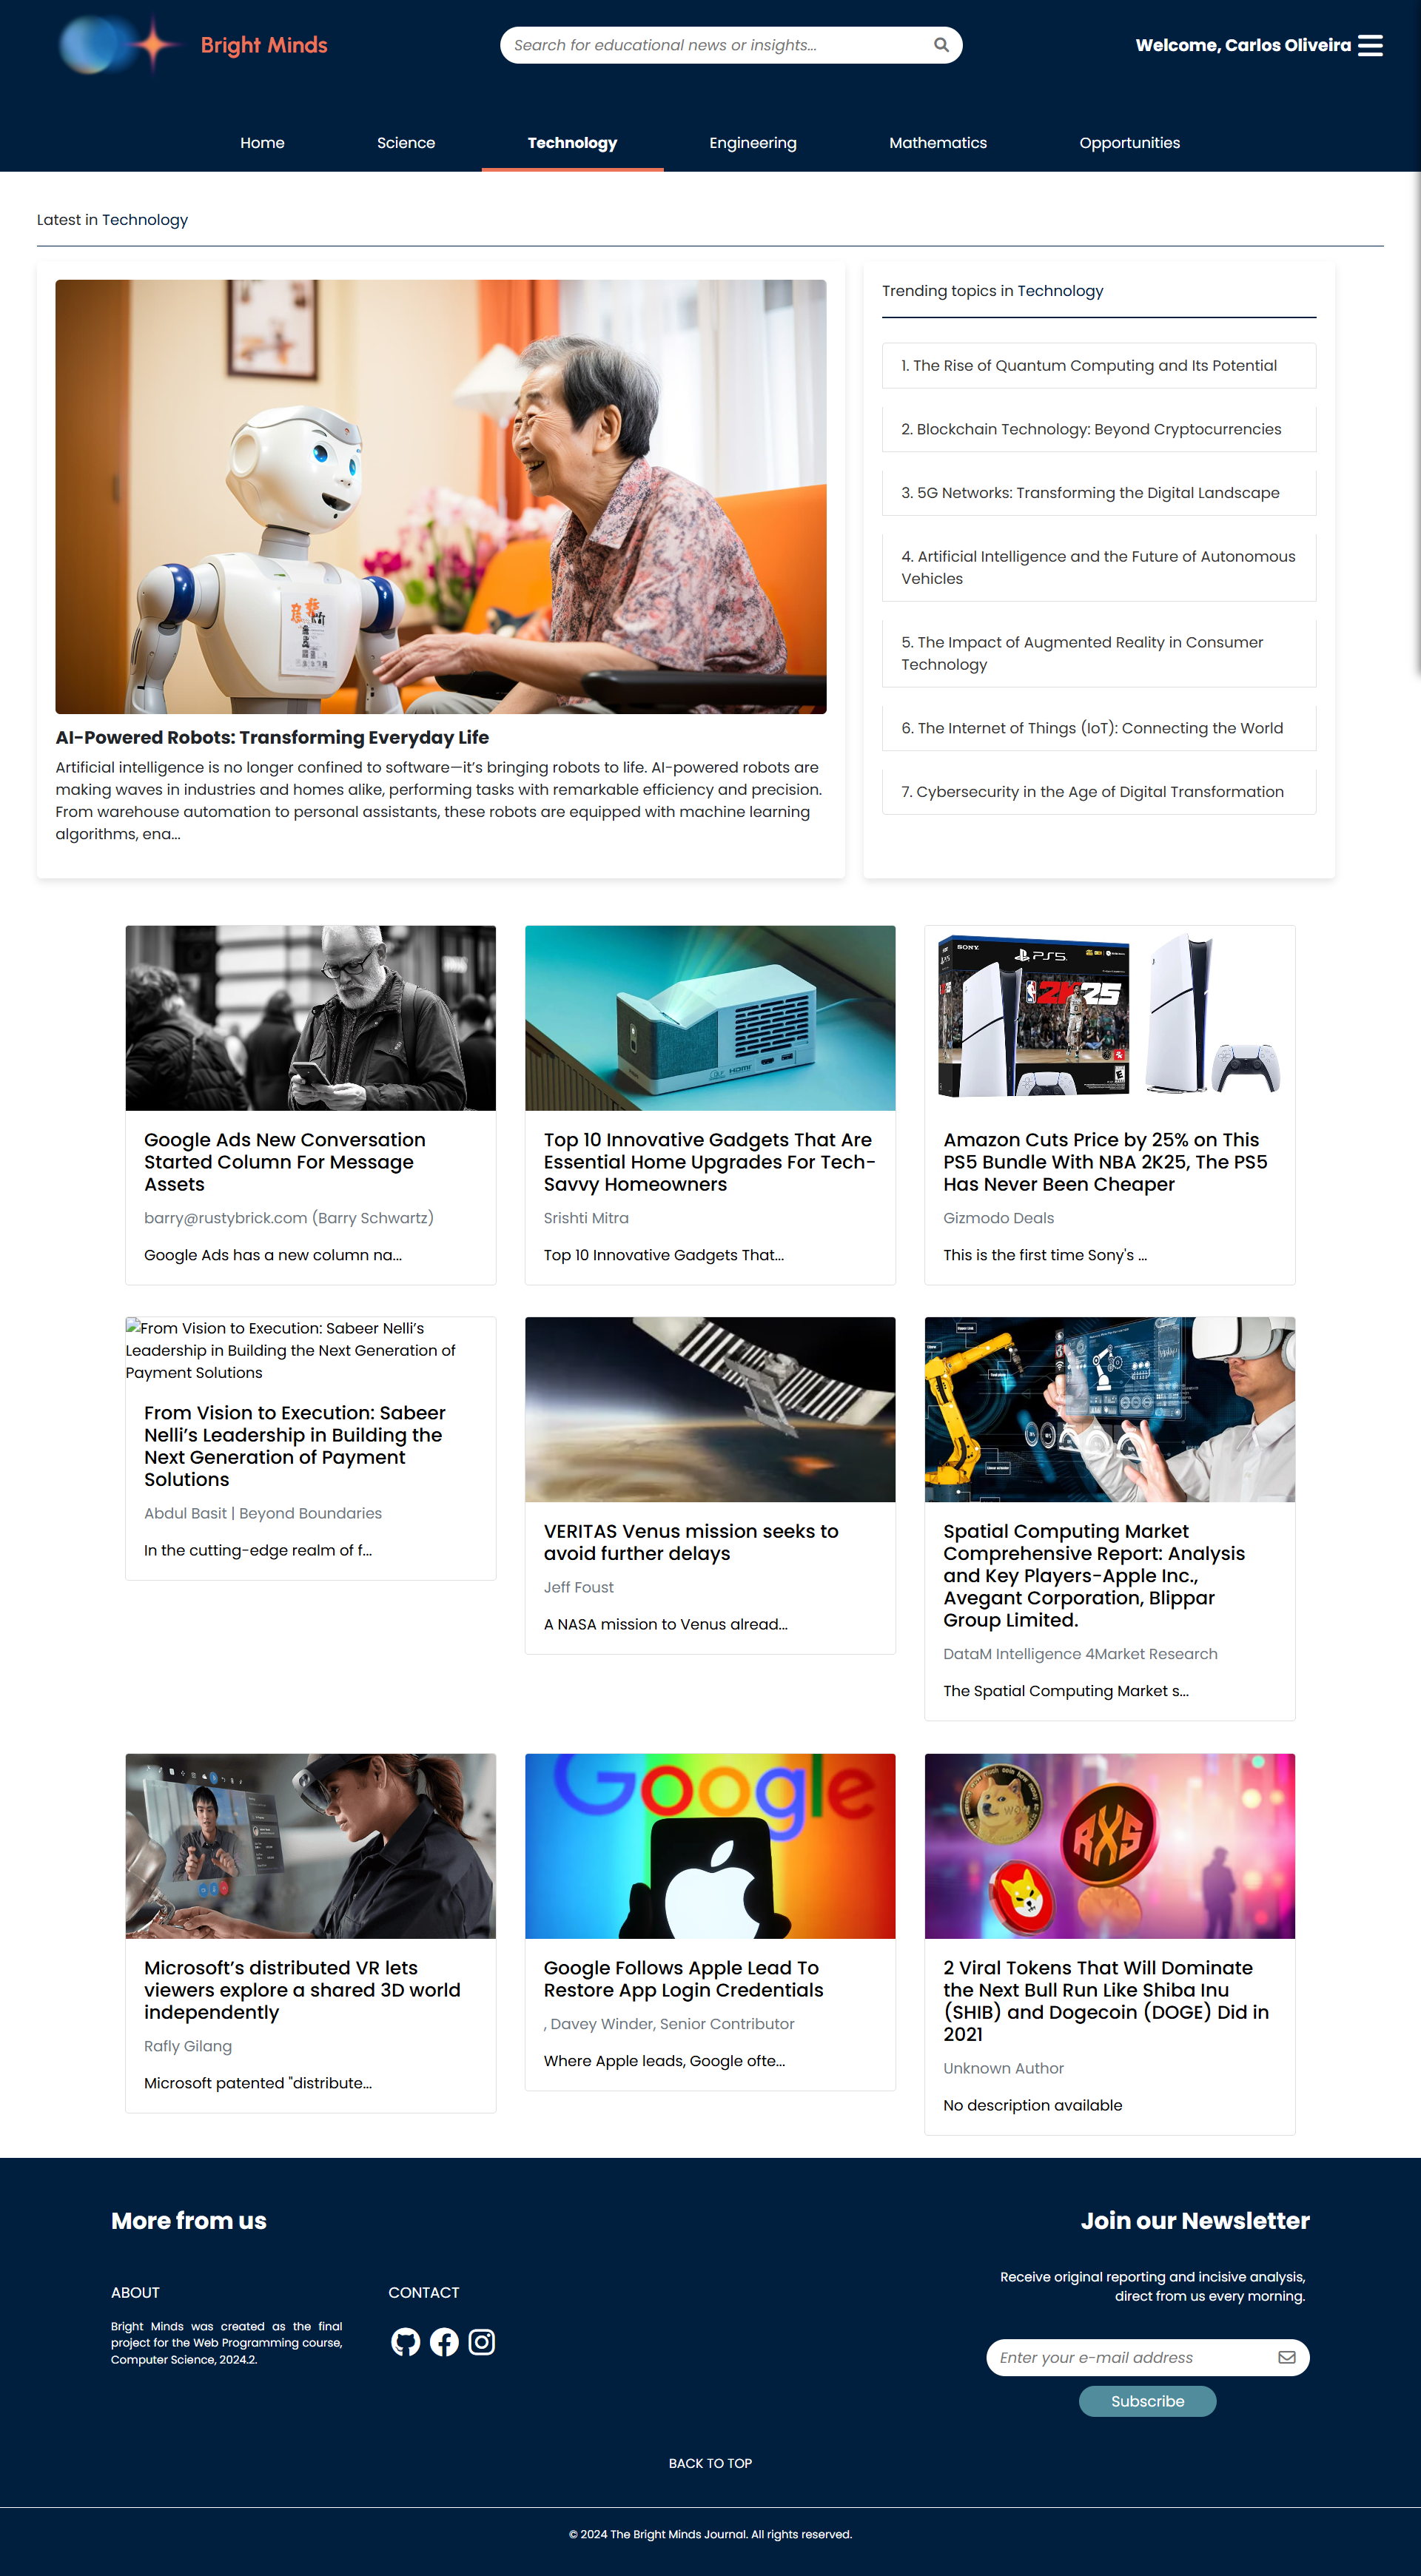 Bright Minds
Search for educational news or insights...
Welcome, Carlos Oliveira
Home
Science
Technology
Engineering
Mathematics
Opportunities
Latest in Technology
AI-Powered Robots: Transforming Everyday Life
Artificial intelligence is no longer confined to software—it's bringing robots to life. AI-powered robots are
making waves in industries and homes alike, performing tasks with remarkable efficiency and precision.
From warehouse automation to personal assistants, these robots are equipped with machine learning
algorithms, ena...
Trending topics in Technology
1. The Rise of Quantum Computing and Its Potential
2. Blockchain Technology: Beyond Cryptocurrencies
3. 5G Networks: Transforming the Digital Landscape
4. Artificial Intelligence and the Future of Autonomous
Vehicles
5. The Impact of Augmented Reality in Consumer
Technology
6. The Internet of Things (IoT): Connecting the World
7. Cybersecurity in the Age of Digital Transformation
Google Ads New Conversation
Started Column For Message
Assets
barry@rustybrick.com (Barry Schwartz)
Google Ads has a new column na...
HDMI
Top 10 Innovative Gadgets That Are
Essential Home Upgrades For Tech-
Savvy Homeowners
Srishti Mitra
Top 10 Innovative Gadgets That...
SONY
PS5
2K25
Amazon Cuts Price by 25% on This
PS5 Bundle With NBA 2K25, The PS5
Has Never Been Cheaper
Gizmodo Deals
This is the first time Sony's ...
From Vision to Execution: Sabeer Nelli's
Leadership in Building the Next Generation of
Payment Solutions
From Vision to Execution: Sabeer
Nelli's Leadership in Building the
Next Generation of Payment
Solutions
Abdul Basit | Beyond Boundaries
In the cutting-edge realm of f...
VERITAS Venus mission seeks to
avoid further delays
Jeff Foust
A NASA mission to Venus alread...
Spatial Computing Market
Comprehensive Report: Analysis
and Key Players-Apple Inc.,
Avegant Corporation, Blippar
Group Limited.
DataM Intelligence 4Market Research
The Spatial Computing Market s...
Microsoft's distributed VR lets
viewers explore a shared 3D world
independently
Rafly Gilang
Microsoft patented "distribute...
Google
Google Follows Apple Lead To
Restore App Login Credentials
, Davey Winder, Senior Contributor
Where Apple leads, Google ofte...
RXS
2 Viral Tokens That Will Dominate
the Next Bull Run Like Shiba Inu
(SHIB) and Dogecoin (DOGE) Did in
2021
Unknown Author
No description available
More from us
ABOUT
Bright Minds was created as the final
project for the Web Programming course,
Computer Science, 2024.2.
CONTACT
Join our Newsletter
Receive original reporting and incisive analysis,
direct from us every morning.
Enter your e-mail address
Subscribe
BACK TO TOP
© 2024 The Bright Minds Journal. All rights reserved.